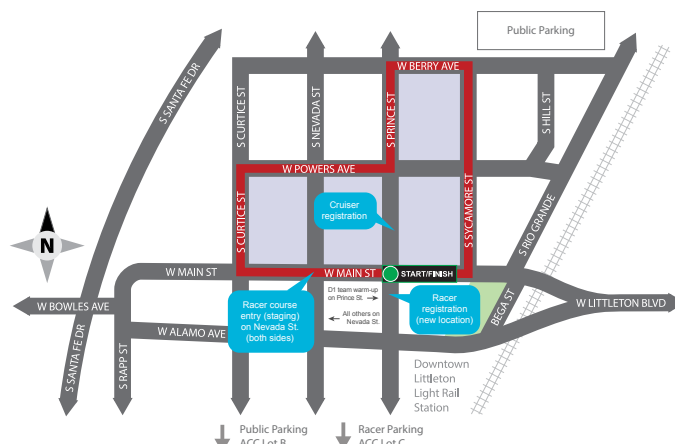 Public Parking
S SANTA FE DR
W BERRY AVE
S CURTICE ST
S NEVADA ST
S PRINCE ST
S HILL ST
W POWERS AVE
S CURTICE ST
S SYCAMORE ST
S RIO GRANDE
Cruiser
registration
N
W MAIN ST
W MAIN ST
START/FINISH
W BOWLES AVE
Racer course
entry (staging)
on Nevada St.
(both sides)
D1 team warm-up
on Prince St.
All others on
Nevada St.
Racer
registration
(new location)
BEGA ST
W LITTLETON BLVD
W ALAMO AVE
S SANTA FE DR
S RAPP ST
Downtown
Littleton
Light Rail
Station
Public Parking
ACC Lot B
Racer Parking
ACC Lot C